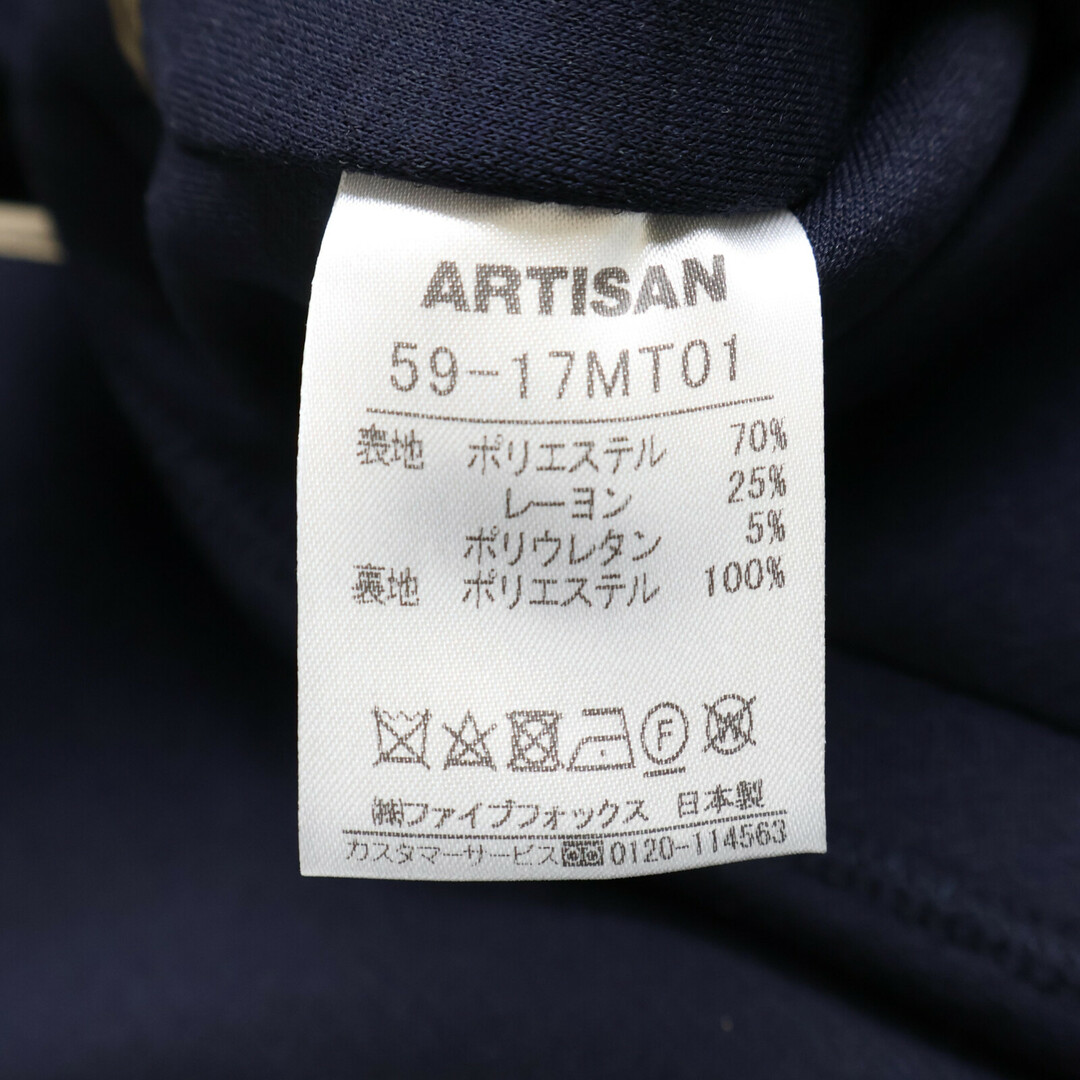 ARTISAN
59-17MT01
表地 ポリエステル 70%
レーヨン 25%
ポリウレタン 5%
裏地 ポリエステル 100%
F W
㈱ファイブフォックス 日本製
カスタマーサービス 0120-114563